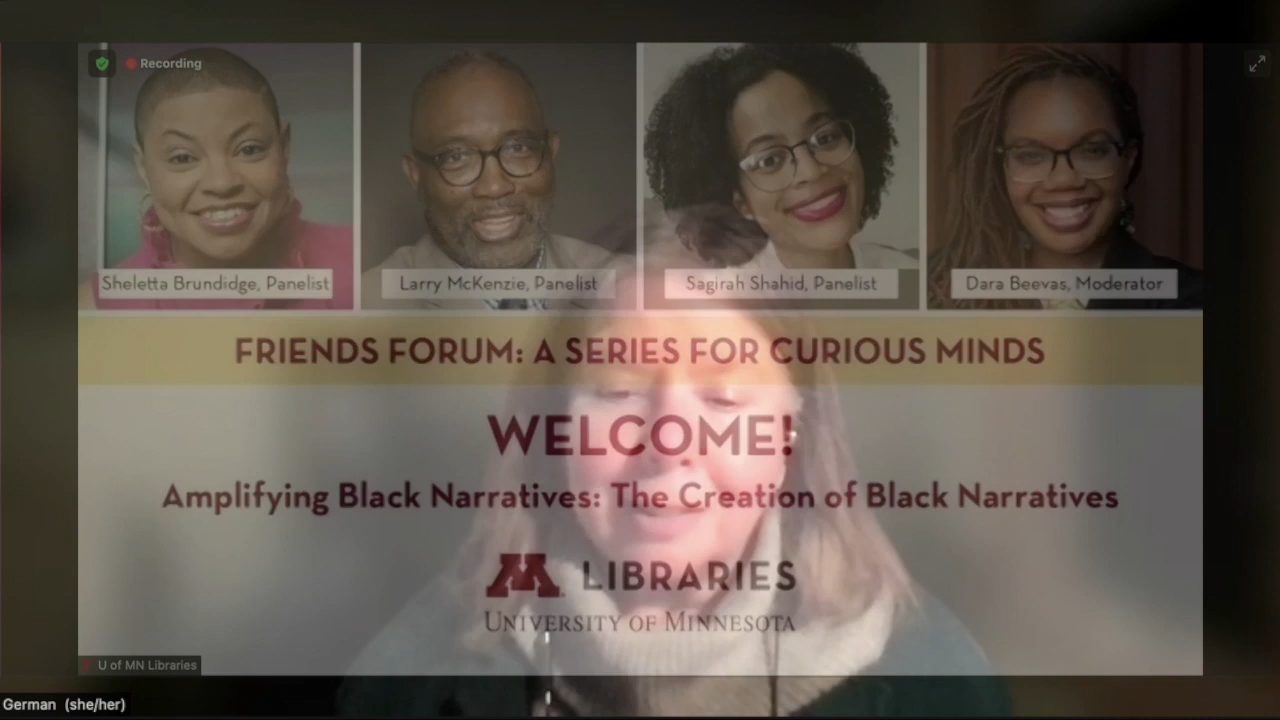 Recording
Sheletta Brundidge, Panelist
Larry McKenzie, Panelist
Sagirah Shahid, Panelist
Dara Beevas, Moderator
FRIENDS FORUM: A SERIES FOR CURIOUS MINDS
WELCOME!
Amplifying Black Narratives: The Creation of Black Narratives
M LIBRARIES
UNIVERSITY OF MINNESOTA
U of MN Libraries
German (she/her)